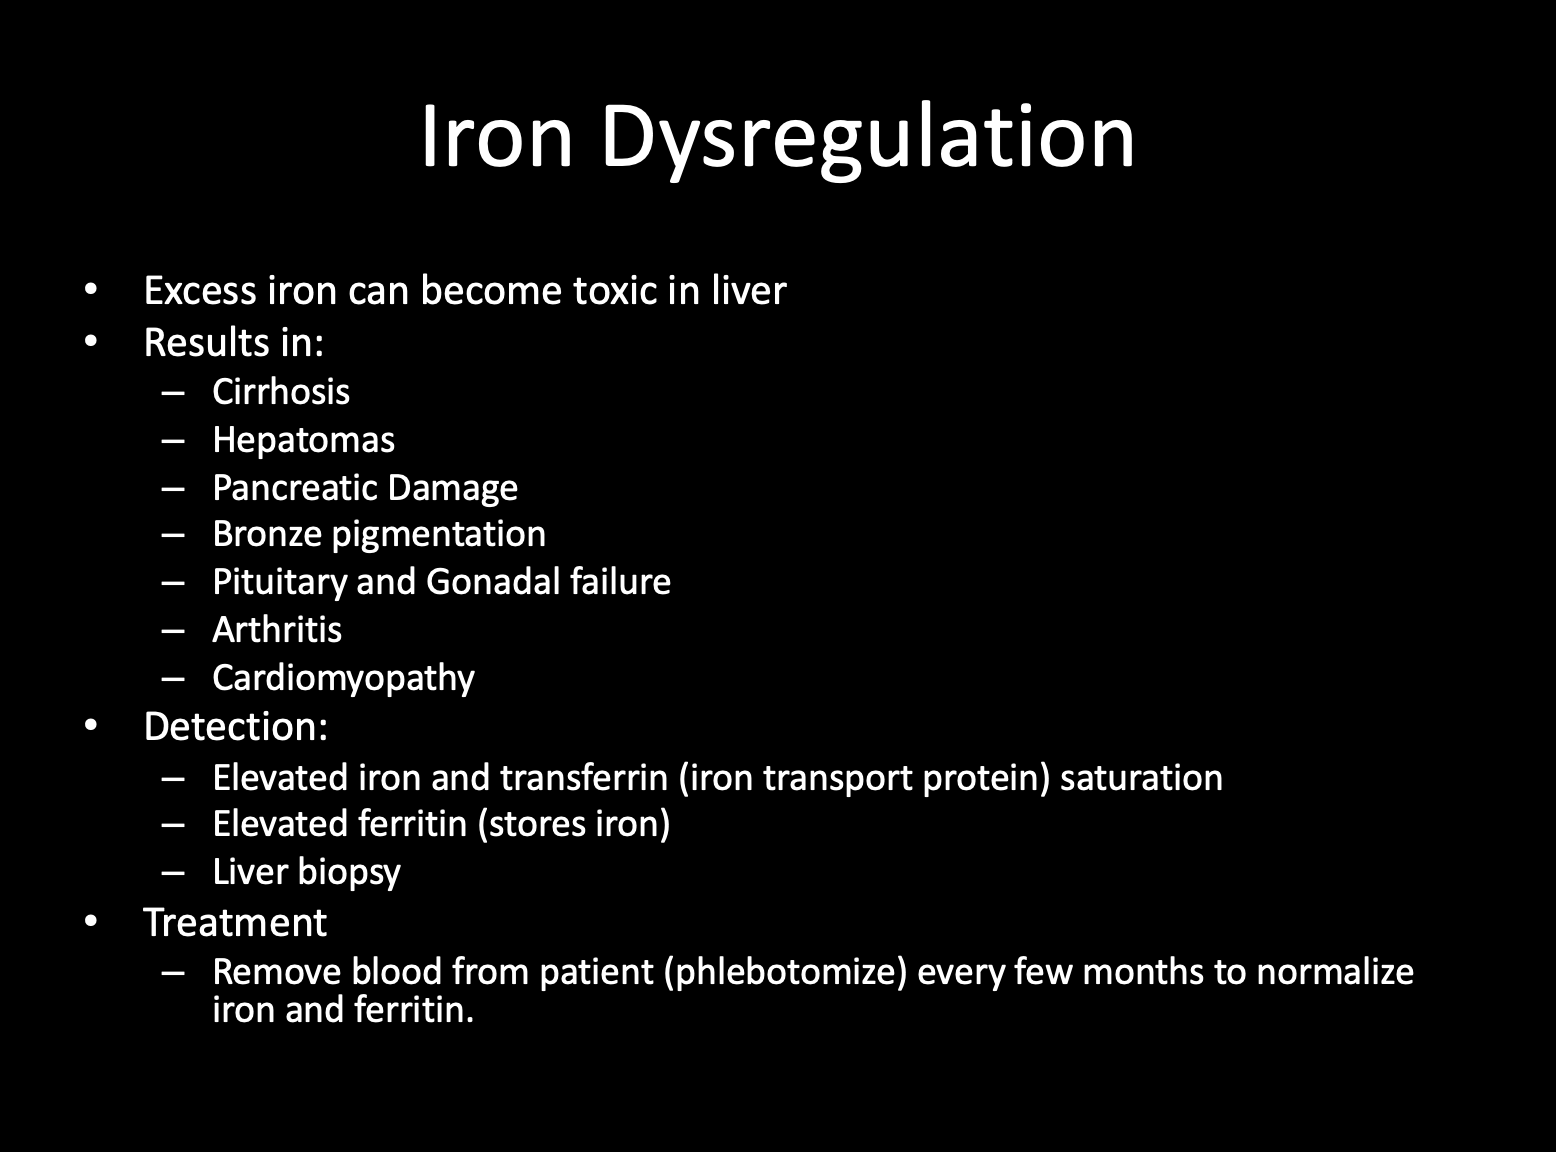 Iron Dysregulation
• Excess iron can become toxic in liver
• Results in:
– Cirrhosis
– Hepatomas
– Pancreatic Damage
– Bronze pigmentation
– Pituitary and Gonadal failure
– Arthritis
– Cardiomyopathy
• Detection:
– Elevated iron and transferrin (iron transport protein) saturation
– Elevated ferritin (stores iron)
– Liver biopsy
• Treatment
– Remove blood from patient (phlebotomize) every few months to normalize
iron and ferritin.